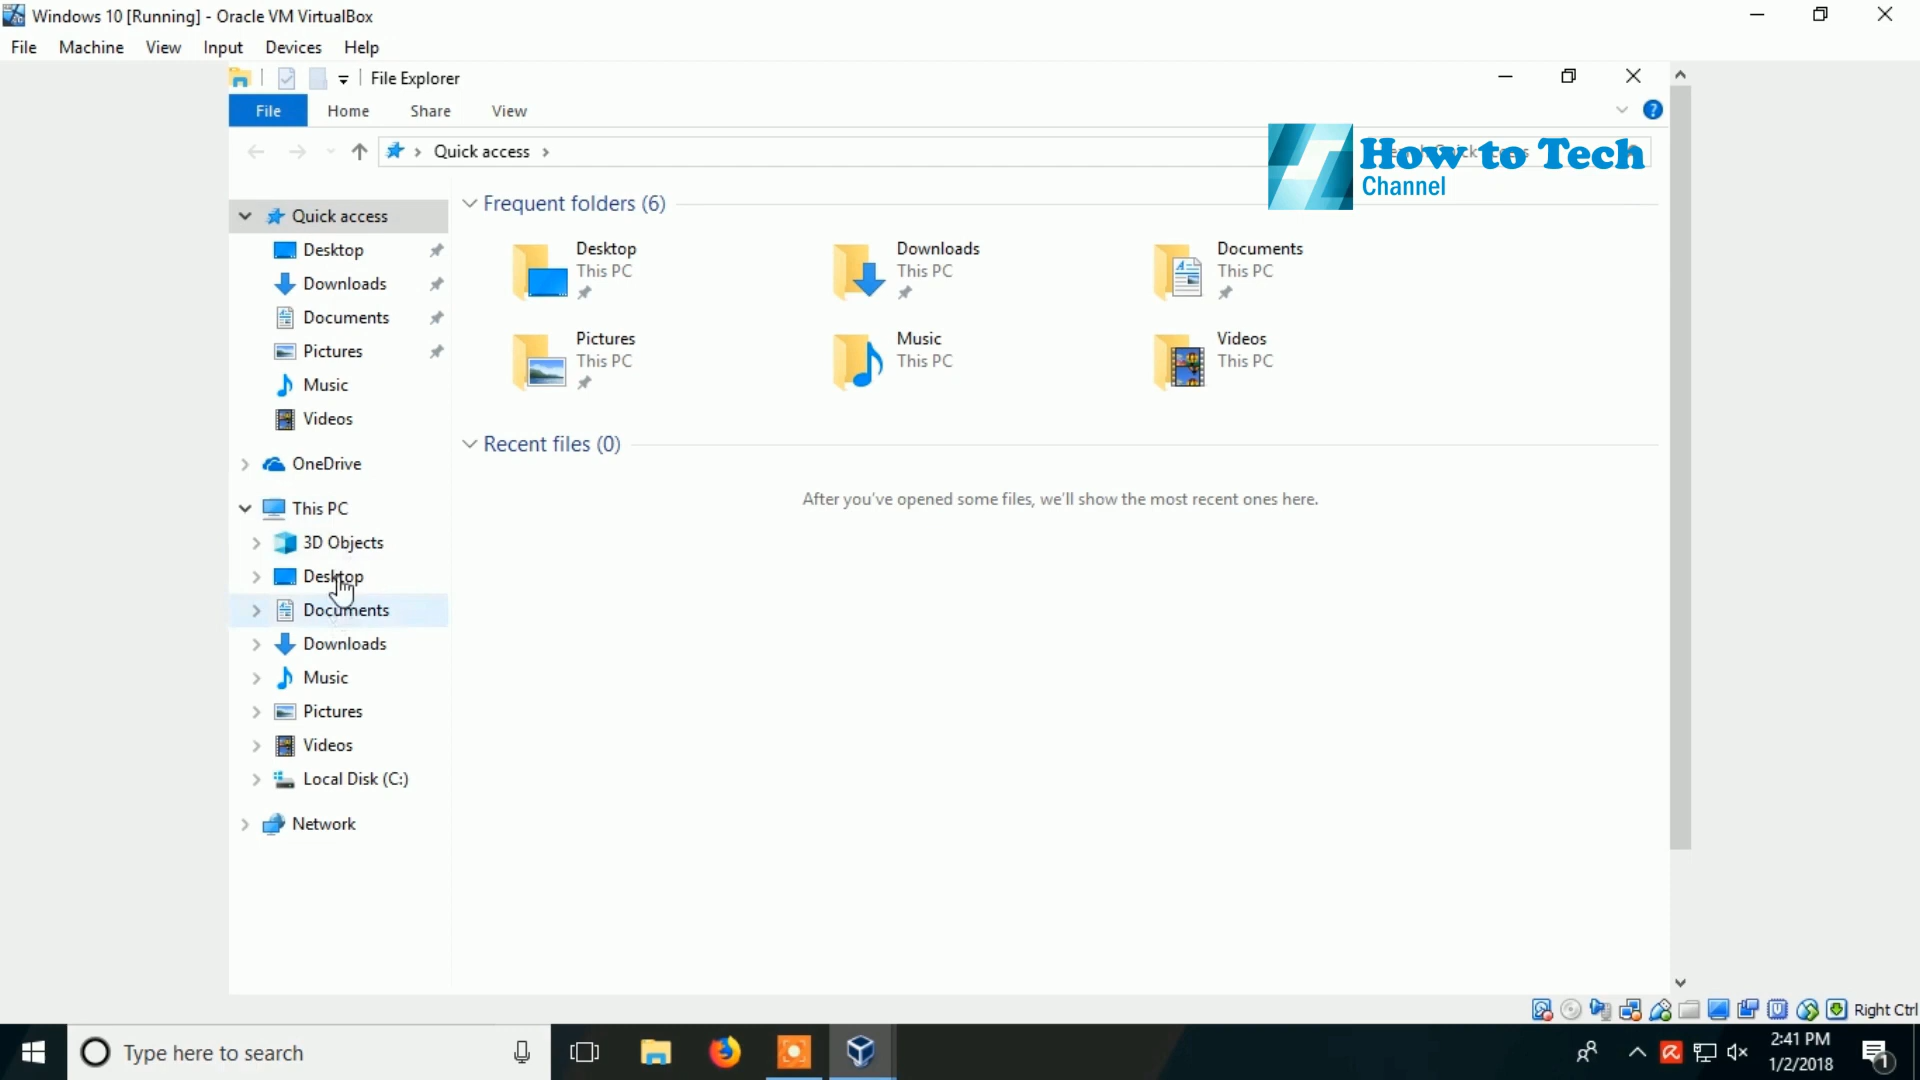 Windows 10 [Running] - Oracle VM VirtualBox
File Machine View Input Devices Help
File Explorer
File Home Share View
Quick access
How to Tech
Channel
Quick access
Desktop
Downloads
Documents
Pictures
Music
Videos
OneDrive
This PC
3D Objects
Desktop
Documents
Downloads
Music
Pictures
Videos
Local Disk (C:)
Network
Frequent folders (6)
Desktop
This PC
Downloads
This PC
Documents
This PC
Pictures
This PC
Music
This PC
Videos
This PC
Recent files (0)
After you've opened some files, we'll show the most recent ones here.
Right Ctrl
Type here to search
2:41 PM
1/2/2018
1